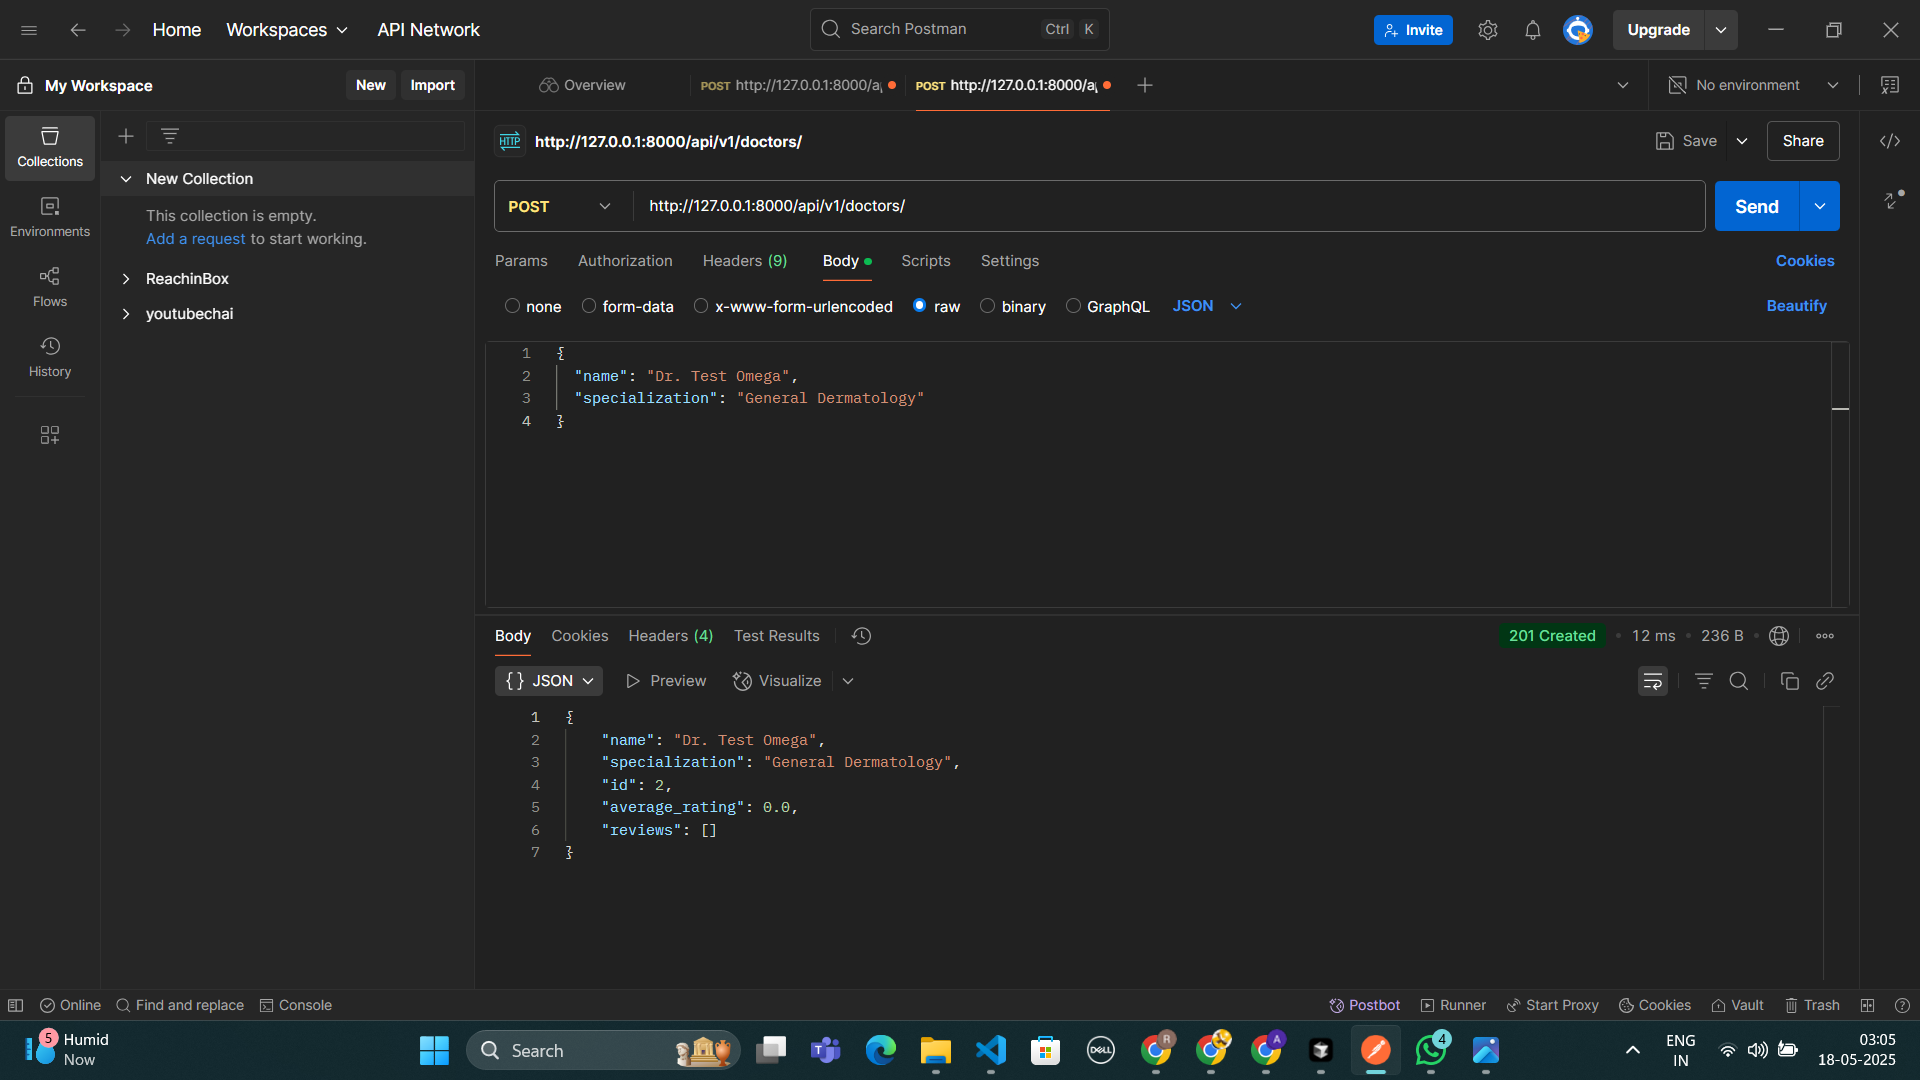 Home
Workspaces
API Network
Search Postman
Ctrl K
Invite
Upgrade
My Workspace
New
Import
Overview
POST http://127.0.0.1:8000/a
POST http://127.0.0.1:8000/a
No environment
Collections
Environments
Flows
History
New Collection
This collection is empty.
Add a request to start working.
ReachinBox
youtubechai
HTTP
http://127.0.0.1:8000/api/v1/doctors/
Save
Share
POST
http://127.0.0.1:8000/api/v1/doctors/
Send
Params
Authorization
Headers (9)
Body
Scripts
Settings
Cookies
none
form-data
x-www-form-urlencoded
raw
binary
GraphQL
JSON
Beautify
1 {
2 "name": "Dr. Test Omega",
3 "specialization": "General Dermatology"
4 }
Body
Cookies
Headers (4)
Test Results
201 Created
12 ms
236 B
{} JSON
Preview
Visualize
1 {
2 "name": "Dr. Test Omega",
3 "specialization": "General Dermatology",
4 "id": 2,
5 "average_rating": 0.0,
6 "reviews": []
7 }
Online
Find and replace
Console
Postbot
Runner
Start Proxy
Cookies
Vault
Trash
5
Humid
Now
Search
T
DELL
R
A
4
ENG
IN
03:05
18-05-2025